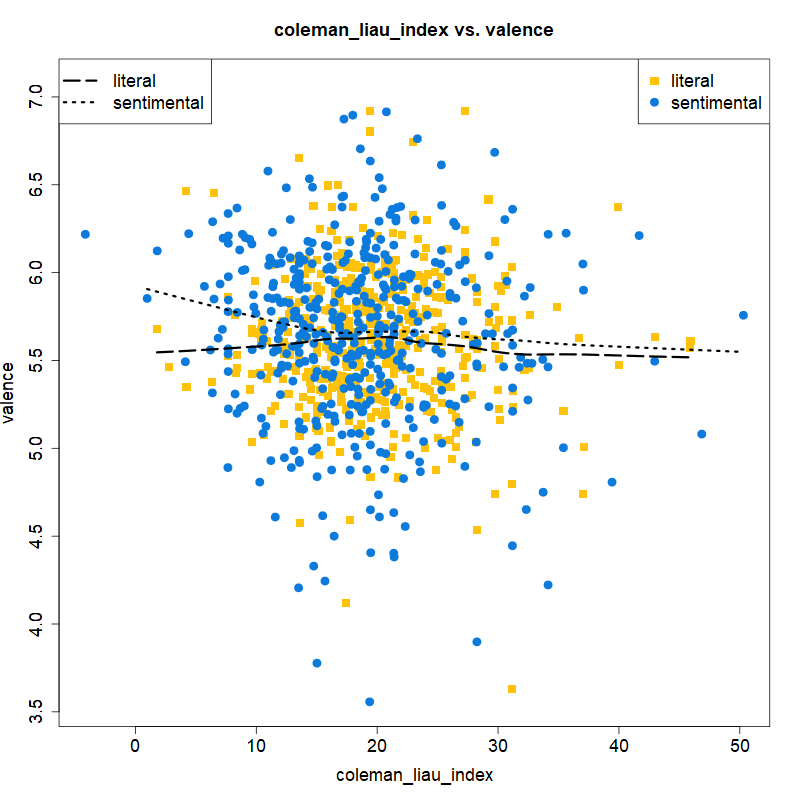 coleman_liau_index vs. valence
literal
sentimental
literal
sentimental
7.0
6.5
6.0
5.5
5.0
4.5
4.0
3.5
valence
0 10 20 30 40 50
coleman_liau_index